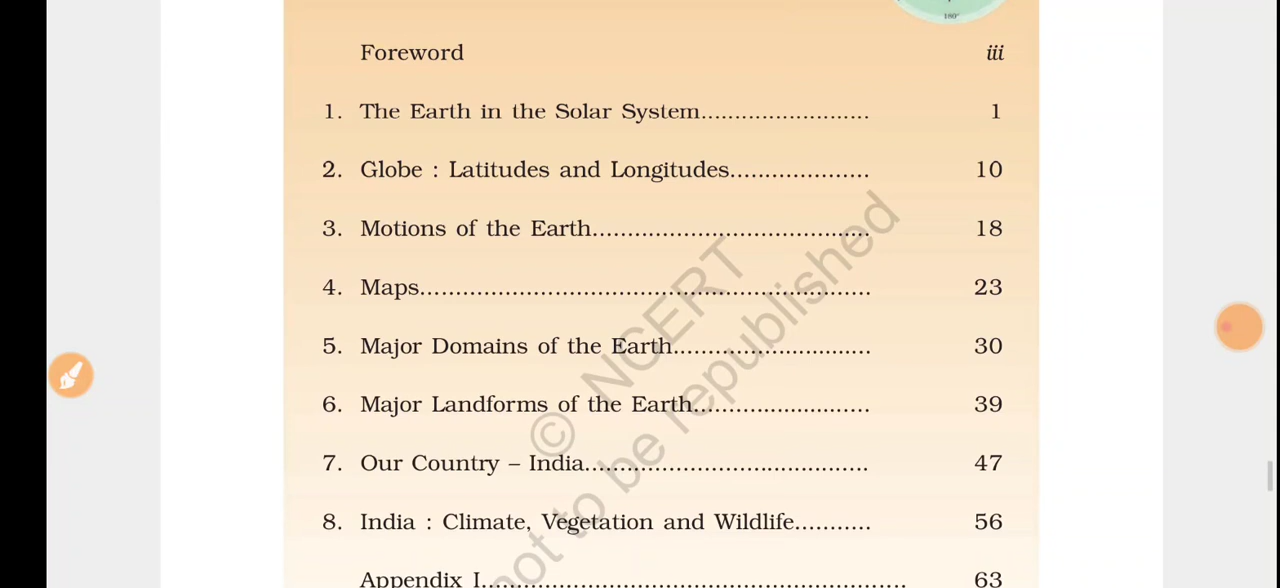 180°
Foreword iii
1. The Earth in the Solar System......................... 1
2. Globe : Latitudes and Longitudes.................... 10
3. Motions of the Earth....................................... 18
4. Maps................................................................ 23
5. Major Domains of the Earth............................ 30
6. Major Landforms of the Earth......................... 39
7. Our Country – India........................................ 47
8. India : Climate, Vegetation and Wildlife........... 56
Appendix I............................................................ 63
© NCERT
not to be republished